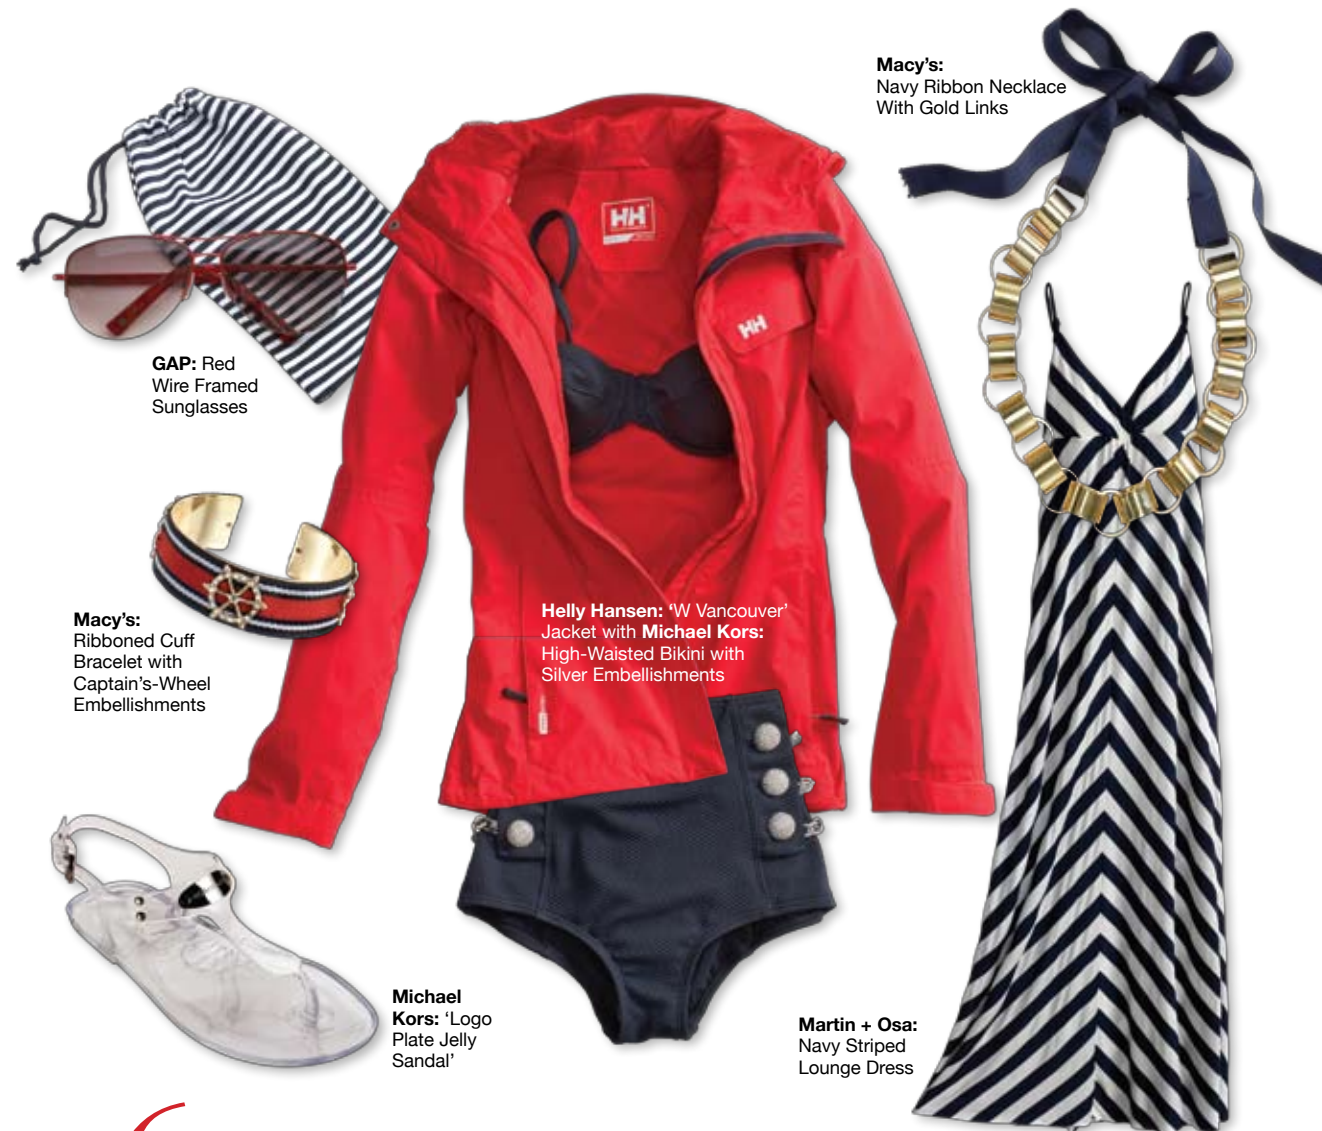 Macy's:
Navy Ribbon Necklace
With Gold Links
HH
HH
GAP: Red
Wire Framed
Sunglasses
Macy's:
Ribboned Cuff
Bracelet with
Captain's-Wheel
Embellishments
Helly Hansen: ‘W Vancouver’
Jacket with Michael Kors:
High-Waisted Bikini with
Silver Embellishments
Michael
Kors: ‘Logo
Plate Jelly
Sandal’
Martin + Osa:
Navy Striped
Lounge Dress